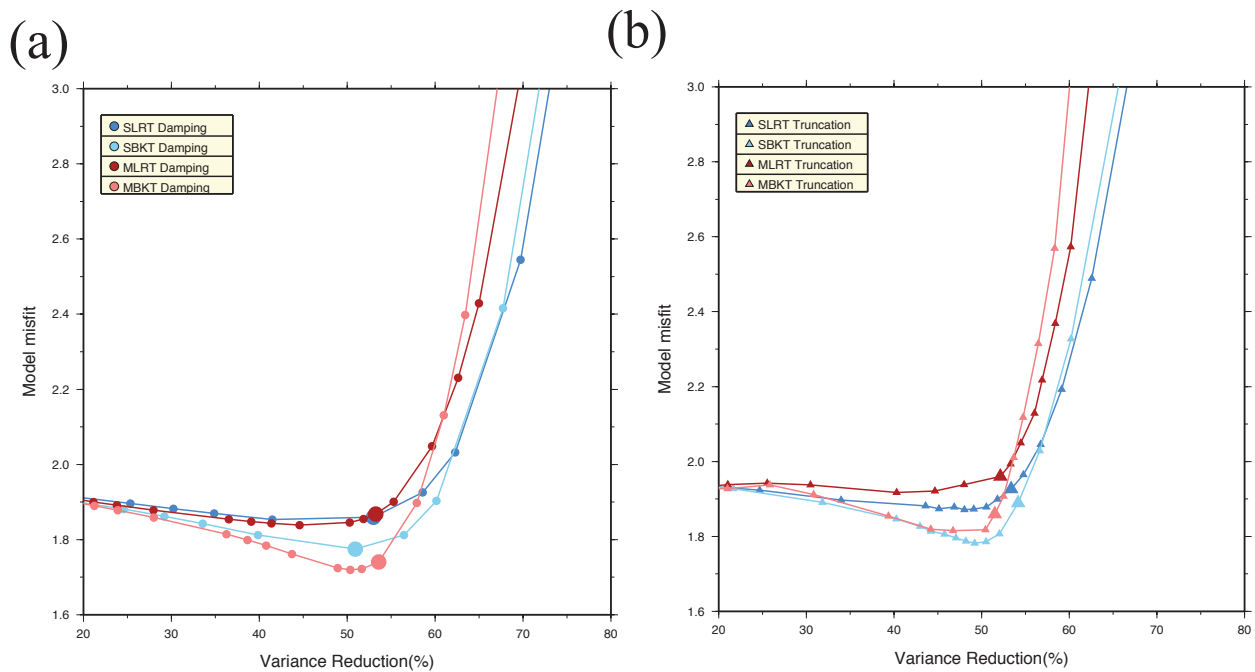 (a)
3.0
2.8
2.6
2.4
2.2
2.0
1.8
1.6
Model misfit
SLRT Damping
SBKT Damping
MLRT Damping
MBKT Damping
20 30 40 50 60 70 80
Variance Reduction(%)
(b)
3.0
2.8
2.6
2.4
2.2
2.0
1.8
1.6
Model misfit
SLRT Truncation
SBKT Truncation
MLRT Truncation
MBKT Truncation
20 30 40 50 60 70 80
Variance Reduction(%)